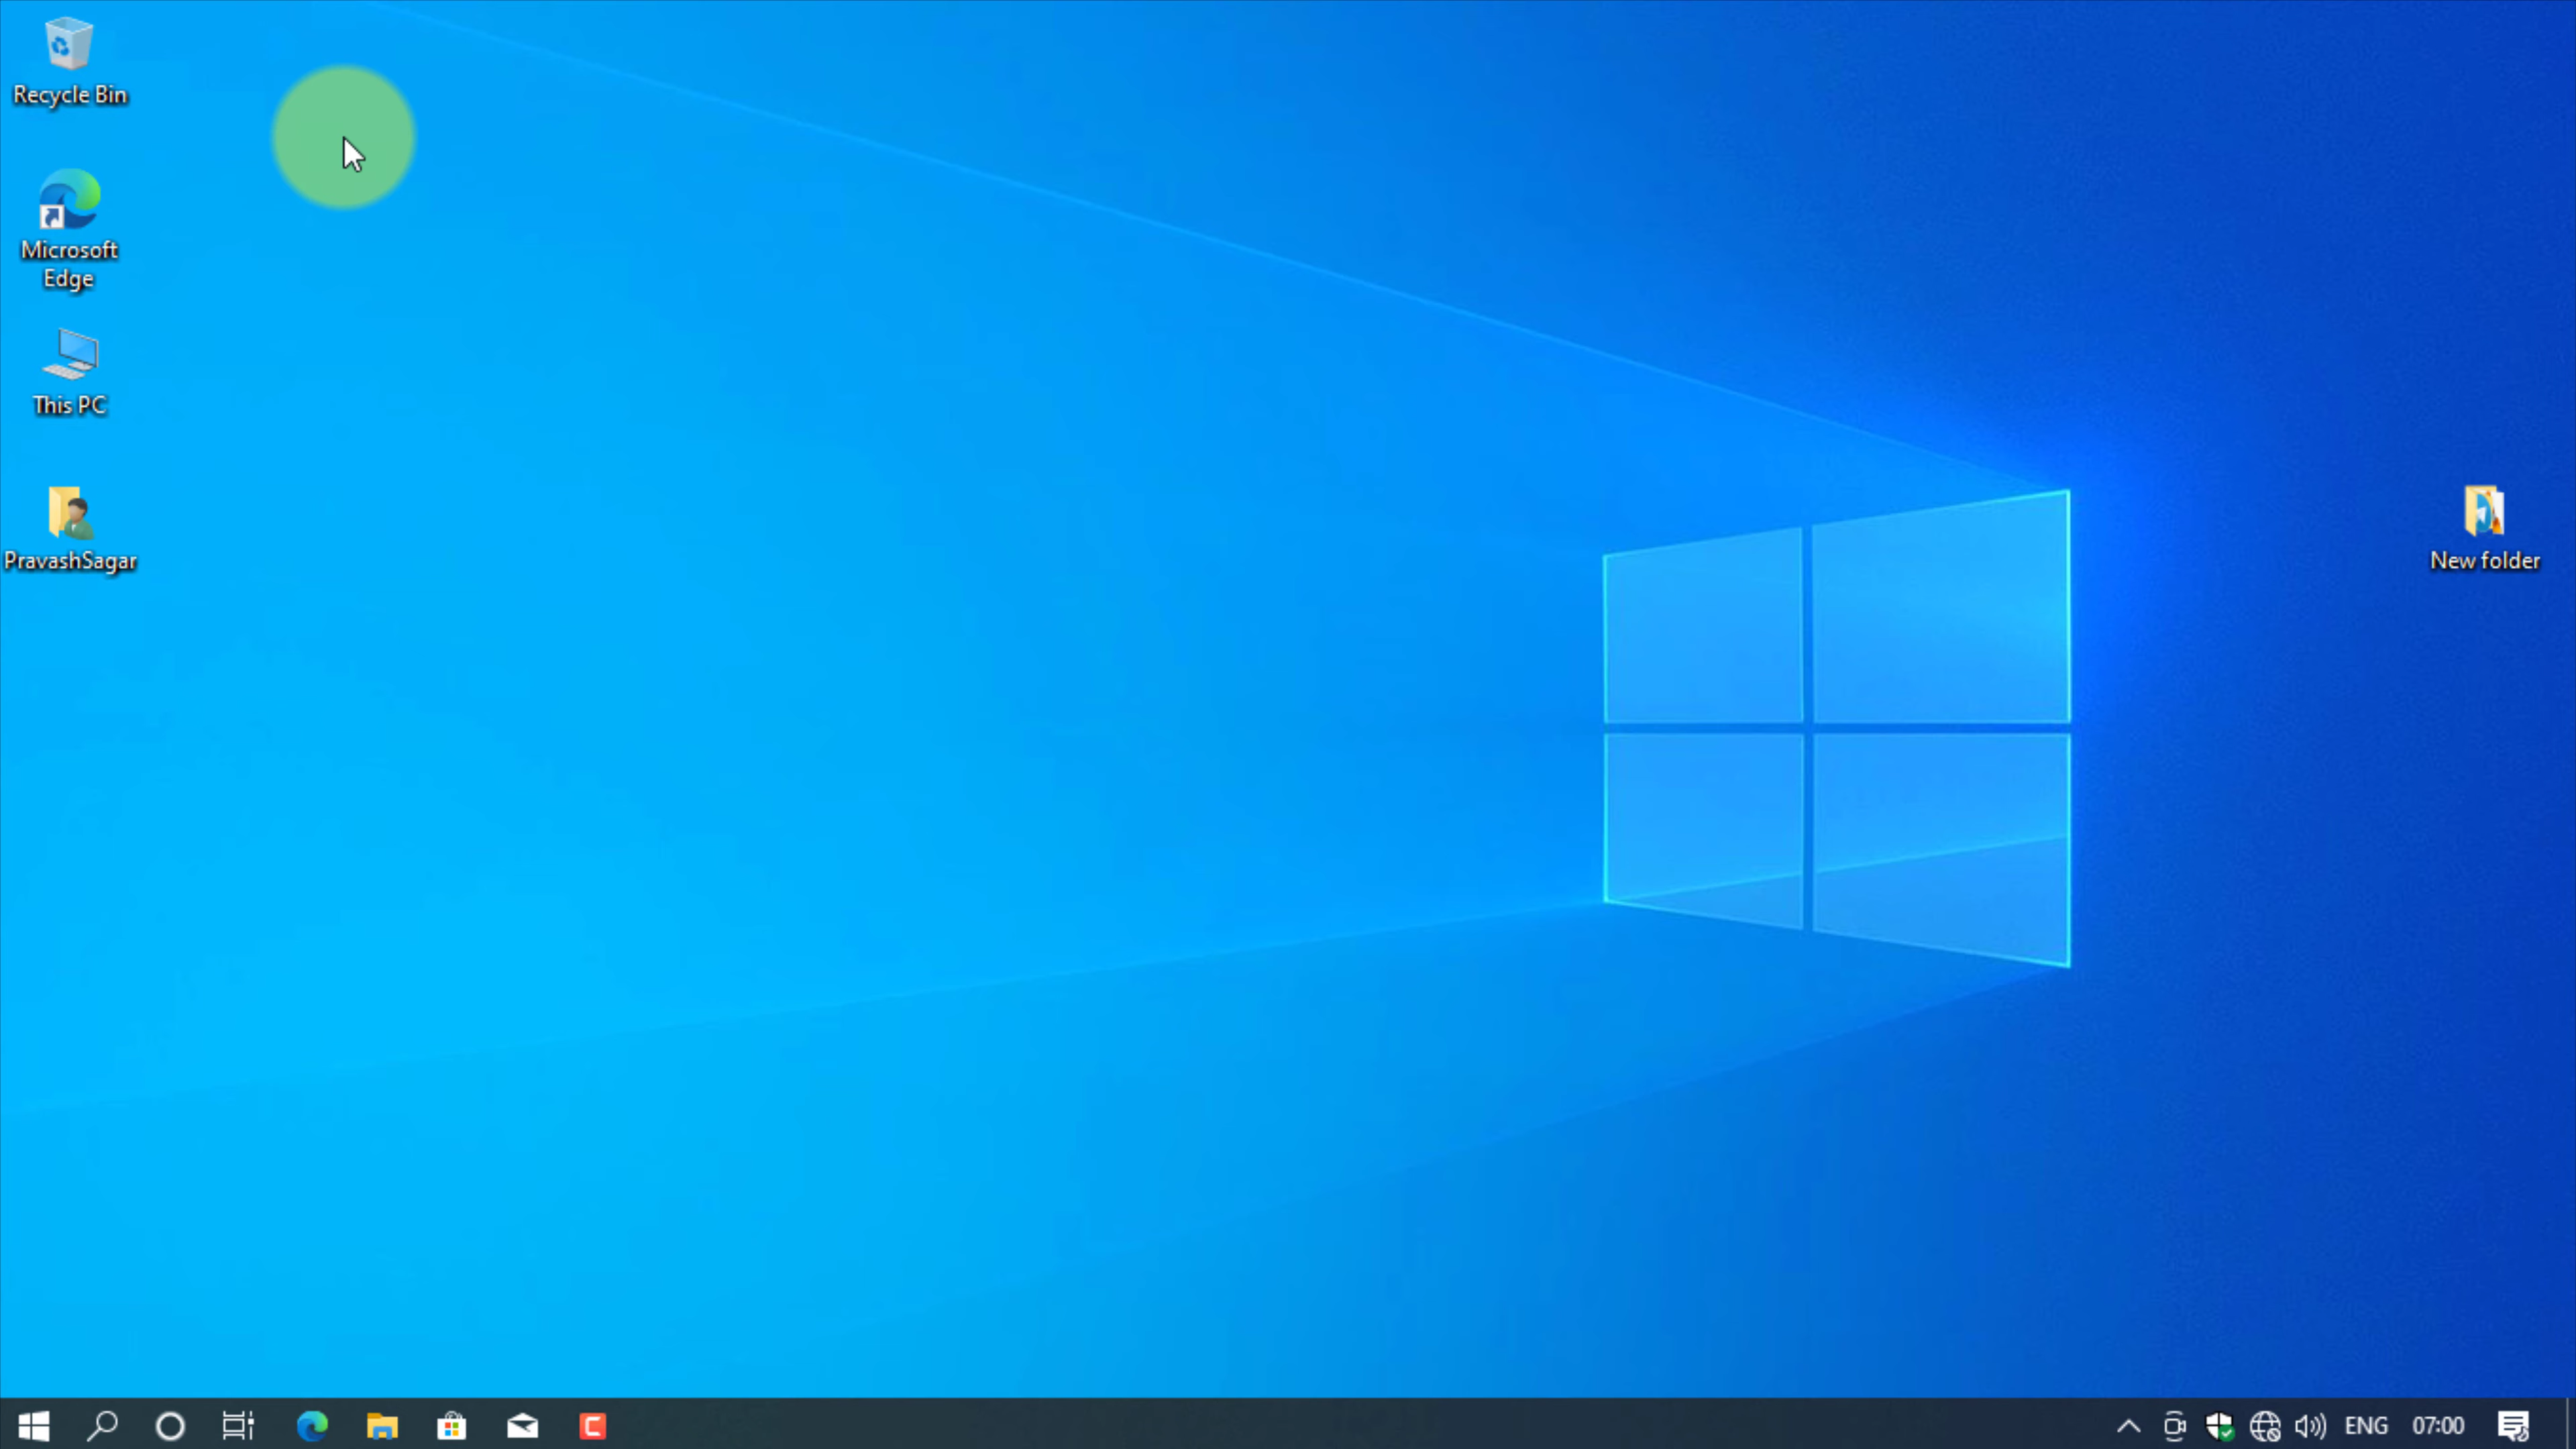 Recycle Bin
Microsoft
Edge
This PC
PravashSagar
New folder
ENG 07:00